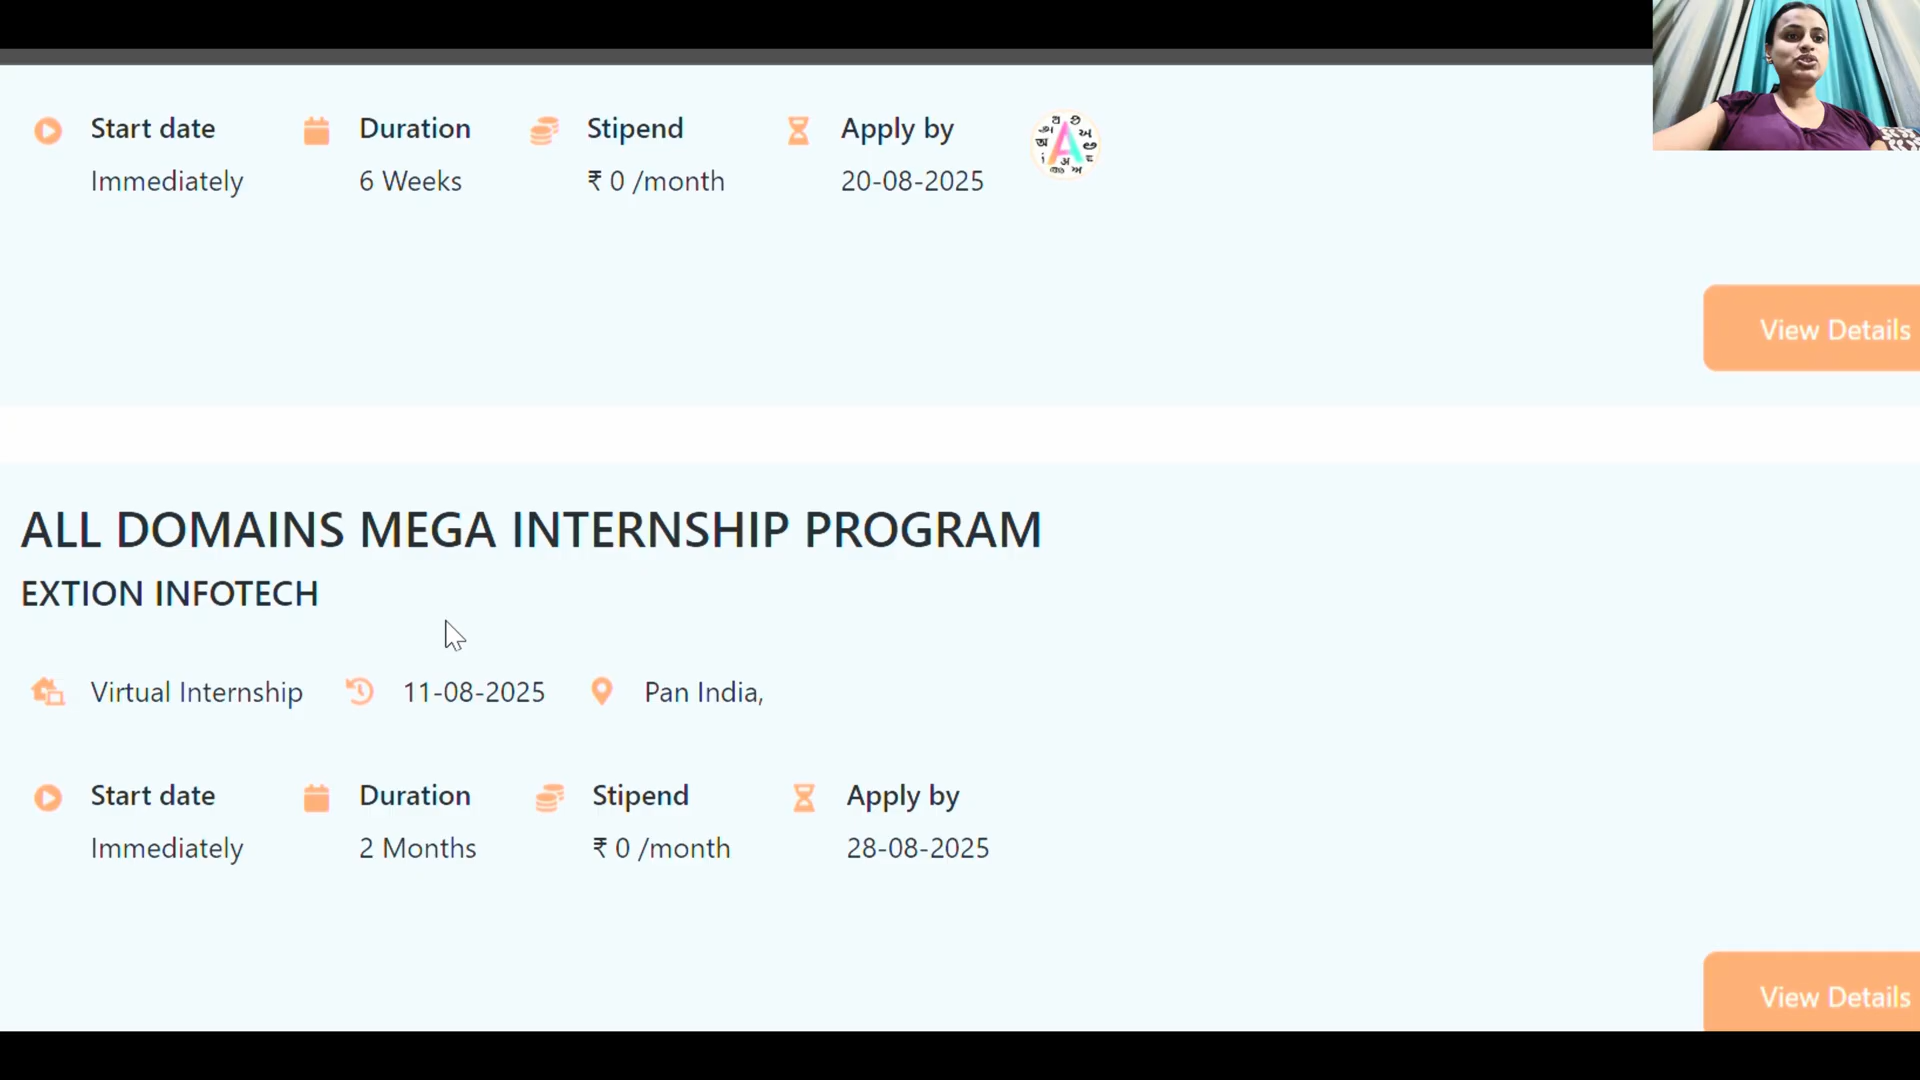 Start date Duration Stipend Apply by
Immediately 6 Weeks ₹ 0 /month 20-08-2025
A
View Details
ALL DOMAINS MEGA INTERNSHIP PROGRAM
EXTION INFOTECH
Virtual Internship 11-08-2025 Pan India,
Start date Duration Stipend Apply by
Immediately 2 Months ₹ 0 /month 28-08-2025
View Details